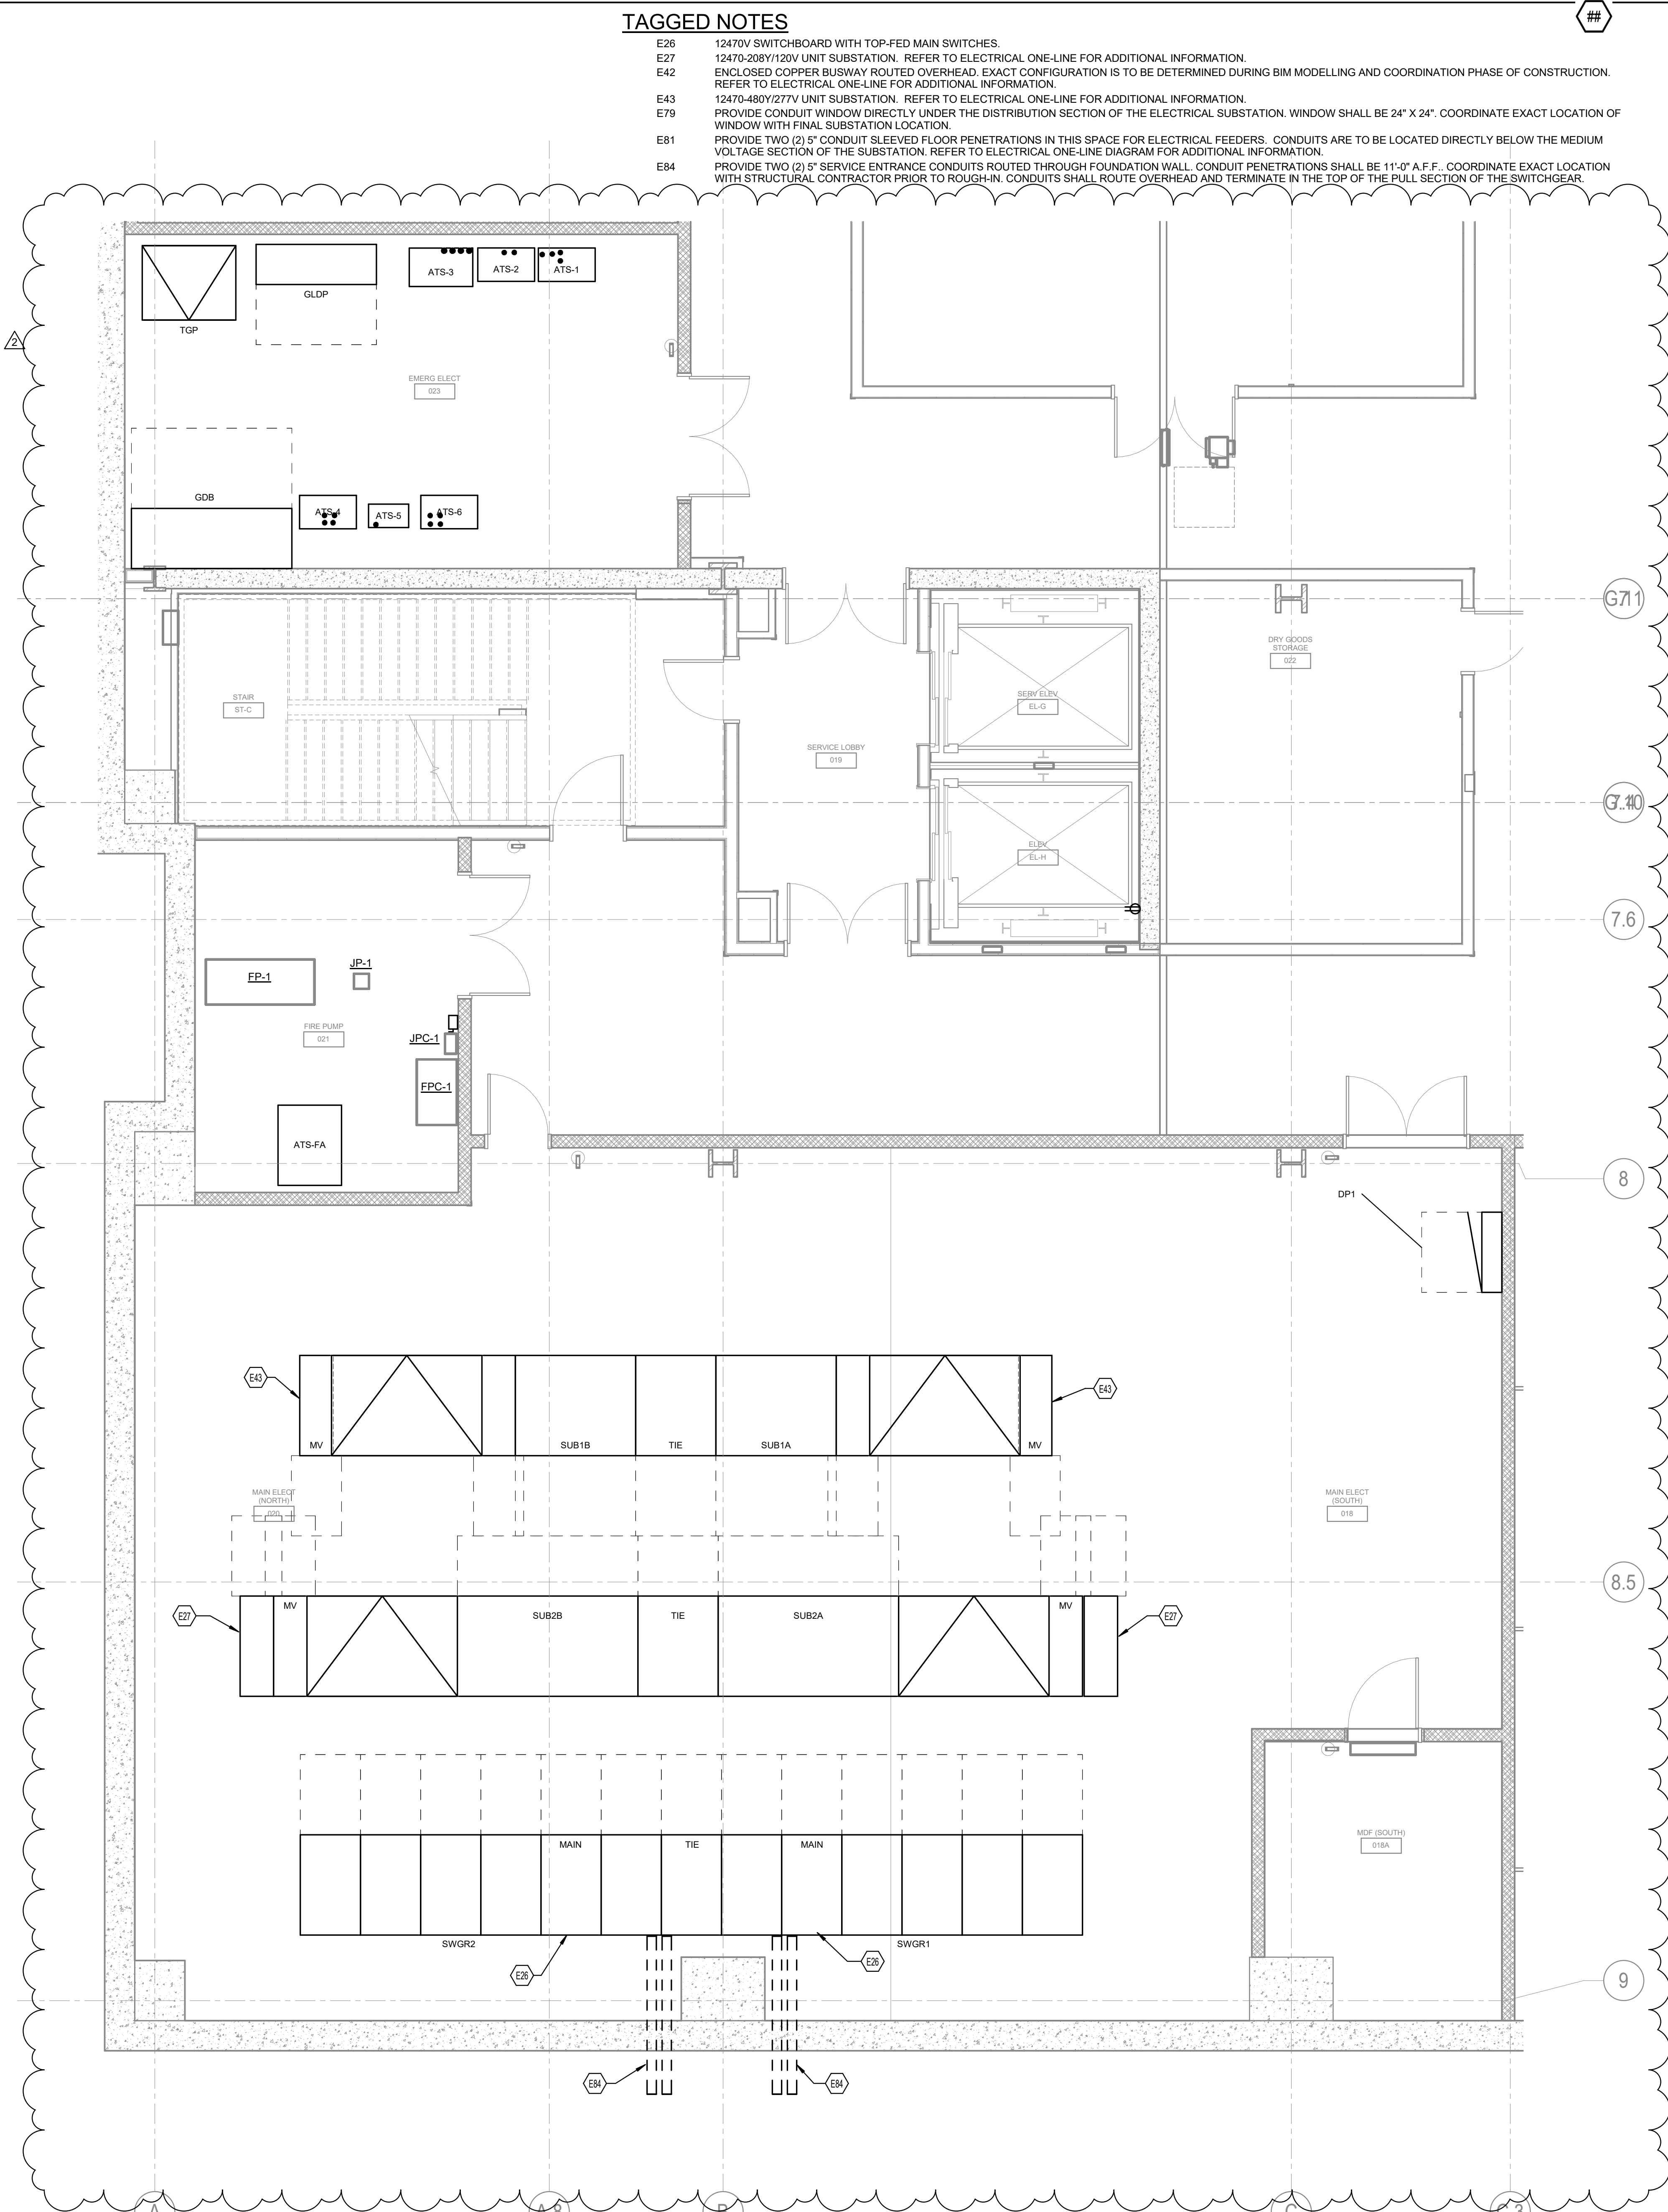 TAGGED NOTES
##
E26 12470V SWITCHBOARD WITH TOP-FED MAIN SWITCHES.
E27 12470-208Y/120V UNIT SUBSTATION. REFER TO ELECTRICAL ONE-LINE FOR ADDITIONAL INFORMATION.
E42 ENCLOSED COPPER BUSWAY ROUTED OVERHEAD. EXACT CONFIGURATION IS TO BE DETERMINED DURING BIM MODELLING AND COORDINATION PHASE OF CONSTRUCTION.
REFER TO ELECTRICAL ONE-LINE FOR ADDITIONAL INFORMATION.
E43 12470-480Y/277V UNIT SUBSTATION. REFER TO ELECTRICAL ONE-LINE FOR ADDITIONAL INFORMATION.
E79 PROVIDE CONDUIT WINDOW DIRECTLY UNDER THE DISTRIBUTION SECTION OF THE ELECTRICAL SUBSTATION. WINDOW SHALL BE 24" X 24". COORDINATE EXACT LOCATION OF
WINDOW WITH FINAL SUBSTATION LOCATION.
E81 PROVIDE TWO (2) 5" CONDUIT SLEEVED FLOOR PENETRATIONS IN THIS SPACE FOR ELECTRICAL FEEDERS. CONDUITS ARE TO BE LOCATED DIRECTLY BELOW THE MEDIUM
VOLTAGE SECTION OF THE SUBSTATION. REFER TO ELECTRICAL ONE-LINE DIAGRAM FOR ADDITIONAL INFORMATION.
E84 PROVIDE TWO (2) 5" SERVICE ENTRANCE CONDUITS ROUTED THROUGH FOUNDATION WALL. CONDUIT PENETRATIONS SHALL BE 11'-0" A.F.F.. COORDINATE EXACT LOCATION
WITH STRUCTURAL CONTRACTOR PRIOR TO ROUGH-IN. CONDUITS SHALL ROUTE OVERHEAD AND TERMINATE IN THE TOP OF THE PULL SECTION OF THE SWITCHGEAR.
2
TGP
GLDP
ATS-3
ATS-2
ATS-1
EMERG ELECT
023
GDB
ATS-4
ATS-5
ATS-6
DRY GOODS
STORAGE
022
STAIR
ST-C
SERV ELEV
EL-G
SERVICE LOBBY
019
ELEV
EL-H
7.6
FP-1
JP-1
FIRE PUMP
021
JPC-1
FPC-1
ATS-FA
8
DP1
E43
E43
MV
SUB1B
TIE
SUB1A
MV
MAIN ELECT
(NORTH)
020
MAIN ELECT
(SOUTH)
018
8.5
E27
MV
SUB2B
TIE
SUB2A
MV
E27
MAIN
TIE
MAIN
MDF (SOUTH)
018A
SWGR2
SWGR1
E26
E26
9
E84
E84